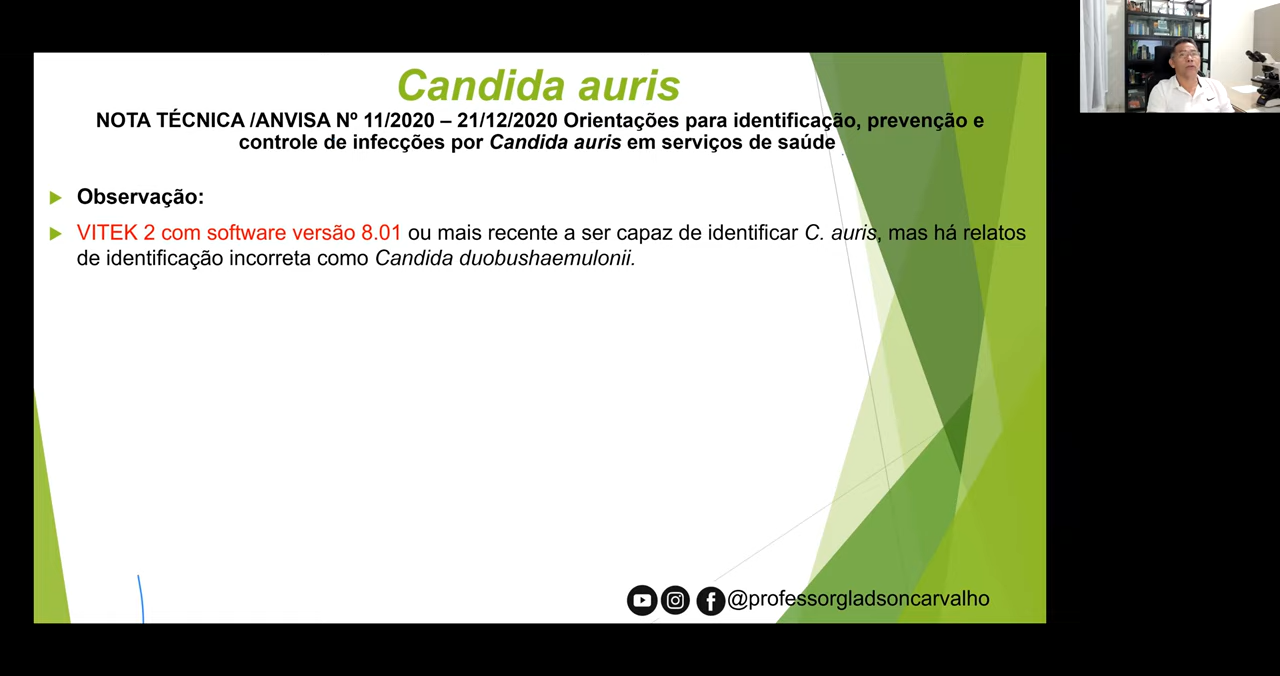 Candida auris
NOTA TÉCNICA /ANVISA Nº 11/2020 – 21/12/2020 Orientações para identificação, prevenção e
controle de infecções por Candida auris em serviços de saúde
Observação:
VITEK 2 com software versão 8.01 ou mais recente a ser capaz de identificar C. auris, mas há relatos
de identificação incorreta como Candida duobushaemulonii.
@professorgladsoncarvalho